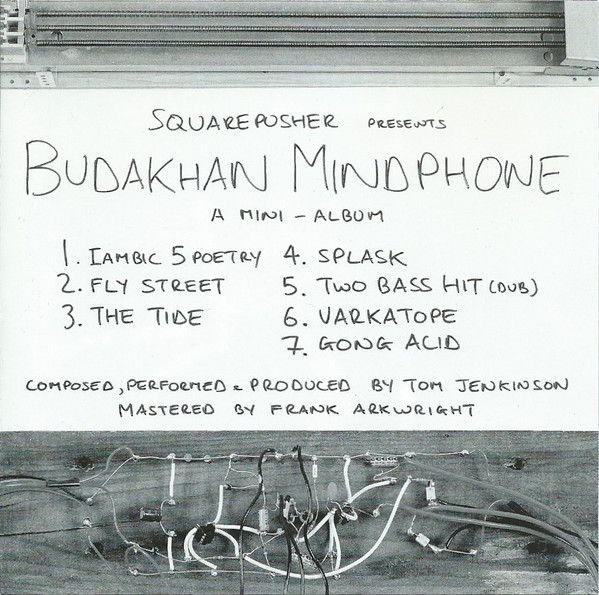 SQUAREPUSHER PRESENTS
BUDAKHAN MINDPHONE
A MINI-ALBUM
1. IAMBIC 5 POETRY
2. FLY STREET
3. THE TIDE
4. SPLASK
5. TWO BASS HIT (DUB)
6. VARKATOPE
7. GONG ACID
COMPOSED, PERFORMED & PRODUCED BY TOM JENKINSON
MASTERED BY FRANK ARKWRIGHT